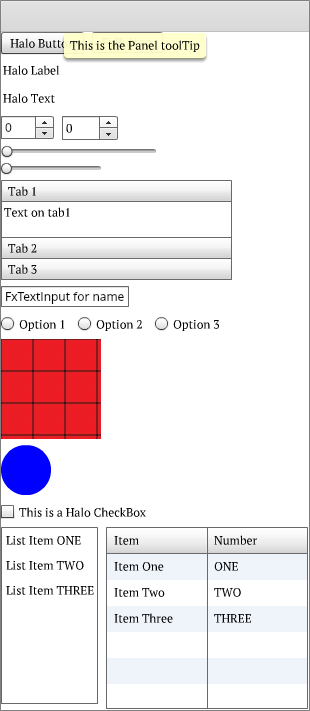 Halo Butt
This is the Panel toolTip
Halo Label
Halo Text
0 0
Tab 1
Text on tab1
Tab 2
Tab 3
FxTextInput for name
Option 1 Option 2 Option 3
This is a Halo CheckBox
List Item ONE
List Item TWO
List Item THREE
Item Number
Item One ONE
Item Two TWO
Item Three THREE